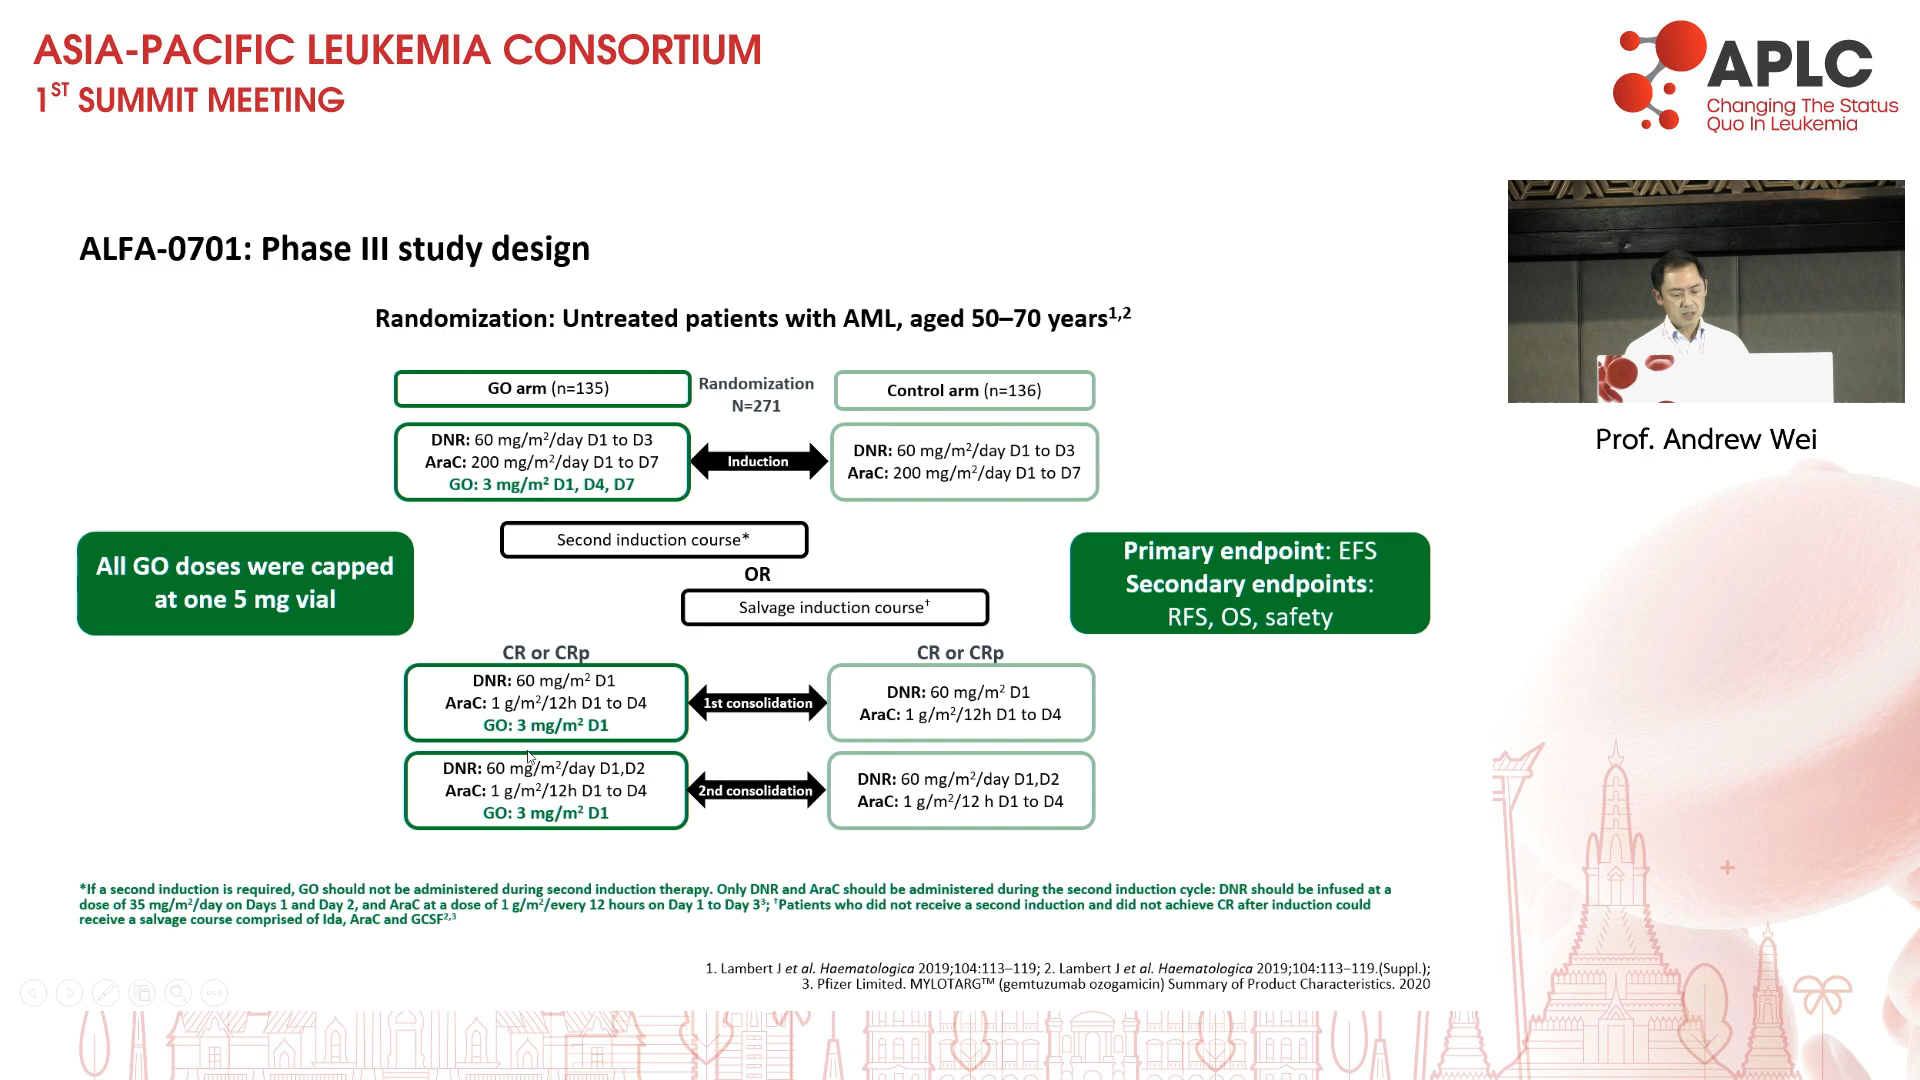 ASIA-PACIFIC LEUKEMIA CONSORTIUM
1ST SUMMIT MEETING
APLC
Changing The Status
Quo In Leukemia
Prof. Andrew Wei
ALFA-0701: Phase III study design
Randomization: Untreated patients with AML, aged 50–70 years1,2
GO arm (n=135)
Randomization
N=271
Control arm (n=136)
DNR: 60 mg/m2/day D1 to D3
AraC: 200 mg/m2/day D1 to D7
GO: 3 mg/m2 D1, D4, D7
Induction
DNR: 60 mg/m2/day D1 to D3
AraC: 200 mg/m2/day D1 to D7
Second induction course*
OR
Salvage induction course†
All GO doses were capped
at one 5 mg vial
Primary endpoint: EFS
Secondary endpoints:
RFS, OS, safety
CR or CRp
CR or CRp
DNR: 60 mg/m2 D1
AraC: 1 g/m2/12h D1 to D4
GO: 3 mg/m2 D1
1st consolidation
DNR: 60 mg/m2 D1
AraC: 1 g/m2/12h D1 to D4
DNR: 60 mg/m2/day D1,D2
AraC: 1 g/m2/12h D1 to D4
GO: 3 mg/m2 D1
2nd consolidation
DNR: 60 mg/m2/day D1,D2
AraC: 1 g/m2/12 h D1 to D4
*If a second induction is required, GO should not be administered during second induction therapy. Only DNR and AraC should be administered during the second induction cycle: DNR should be infused at a
dose of 35 mg/m2/day on Days 1 and Day 2, and AraC at a dose of 1 g/m2/every 12 hours on Day 1 to Day 33; †Patients who did not receive a second induction and did not achieve CR after induction could
receive a salvage course comprised of Ida, AraC and GCSF2,3
1. Lambert J et al. Haematologica 2019;104:113–119; 2. Lambert J et al. Haematologica 2019;104:113–119.(Suppl.);
3. Pfizer Limited. MYLOTARG™ (gemtuzumab ozogamicin) Summary of Product Characteristics. 2020